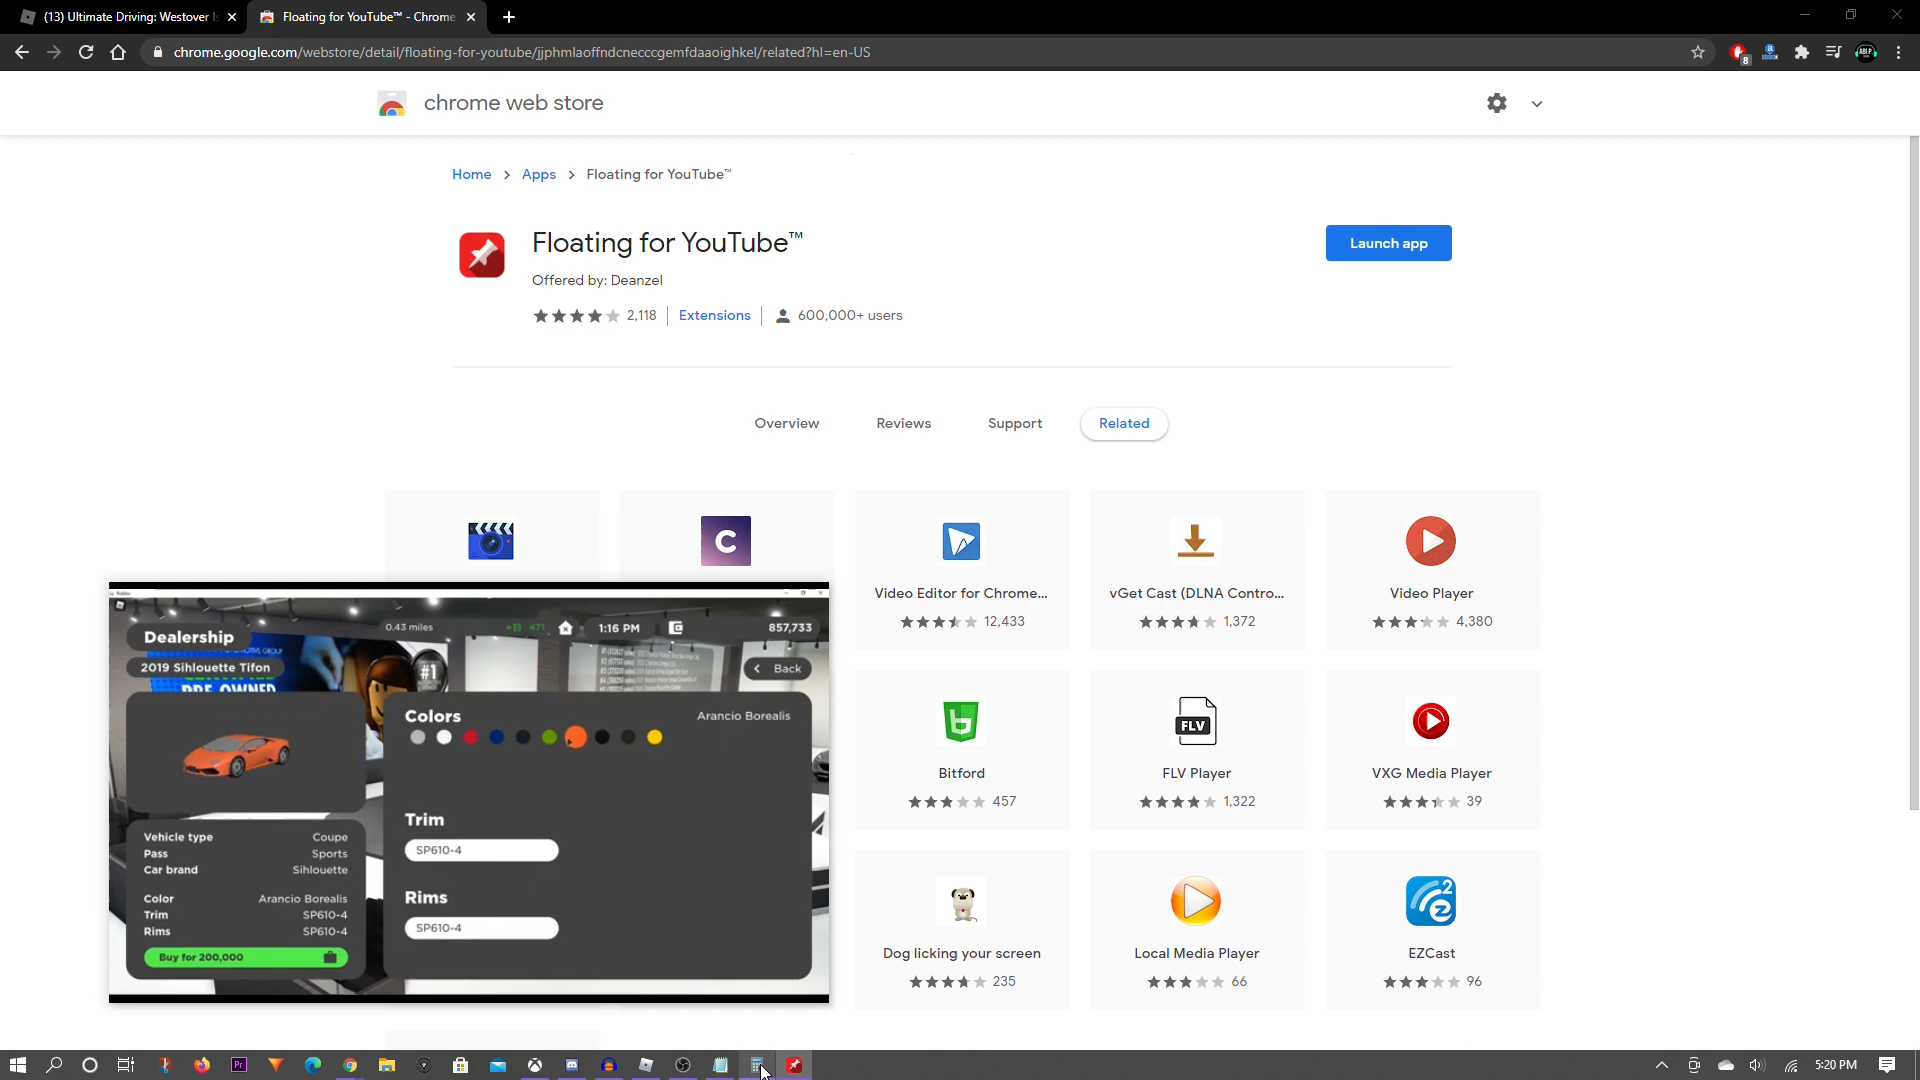 (13) Ultimate Driving: Westover
Floating for YouTube™ - Chrome
chrome.google.com/webstore/detail/floating-for-youtube/jjphmlaoffndcnecccgemfdaaoighkel/related?hl=en-US
8
chrome web store
Home > Apps > Floating for YouTube™
Floating for YouTube™
Launch app
Offered by: Deanzel
2,118 Extensions 600,000+ users
Overview Reviews Support Related
C
Video Editor for Chrome...
12,433
vGet Cast (DLNA Contro...
1,372
Video Player
4,380
Bitford
457
FLV
FLV Player
1,322
VXG Media Player
39
Dog licking your screen
235
Local Media Player
66
EZCast
96
Dealership
0.43 miles
471
1:16 PM
857,733
2019 Sihlouette Tifon
#1
< Back
PRE OWNED
Colors
Arancio Borealis
Trim
SP610-4
Rims
SP610-4
Vehicle type Coupe
Pass Sports
Car brand Sihlouette
Color Arancio Borealis
Trim SP610-4
Rims SP610-4
Buy for 200,000
Pr
5:20 PM